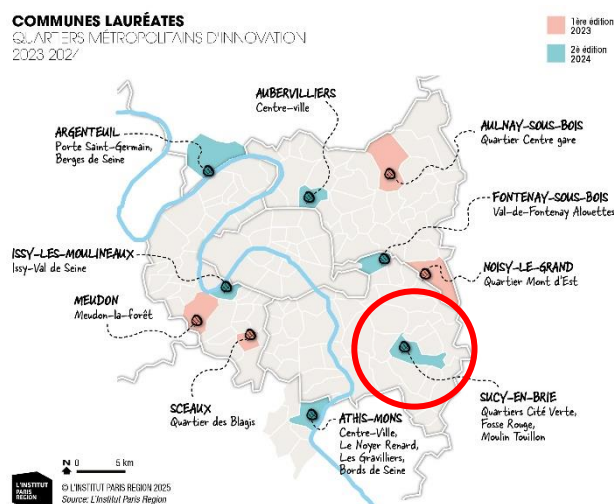 COMMUNES LAURÉATES
QUARTIERS MÉTROPOLITAINS D'INNOVATION
2023 2024
1ère édition
2023
2è édition
2024
AUBERVILLIERS
Centre-ville
ARGENTEUIL
Porte Saint-Germain,
Berges de Seine
AULNAY-SOUS-BOIS
Quartier Centre gare
FONTENAY-SOUS-BOIS
Val-de-Fontenay Alouettes
ISSY-LES-MOULINEAUX
Issy-Val de Seine
NOISY-LE-GRAND
Quartier Mont d'Est
MEUDON
Meudon-la-forêt
SCEAUX
Quartier des Blagis
SUCY-EN-BRIE
Quartiers Cité Verte,
Fosse Rouge,
Moulin Touillon
ATHIS-MONS
Centre-Ville,
Le Noyer Renard,
Les Gravilliers,
Bords de Seine
N 0 5 km
L'INSTITUT
PARIS
REGION
© L'INSTITUT PARIS REGION 2025
Source: L'Institut Paris Region